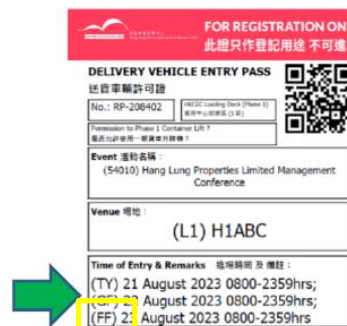 FOR REGISTRATION ON
此證只作登記用途 不可進
DELIVERY VEHICLE ENTRY PASS
送貨車輛許可證
No.: RP-208402
HKCEC Loading Dock (Phase 1)
Permission to Phase 1 Container Lift ?
Event 活動名稱 :
(54010) Hang Lung Properties Limited Management
Conference
Venue 場地 :
(L1) H1ABC
Time of Entry & Remarks 進場時間 及 備註 :
(TY) 21 August 2023 0800-2359hrs;
August 2023 0800-2359hrs;
(FF) 23 August 2023 0800-2359hrs